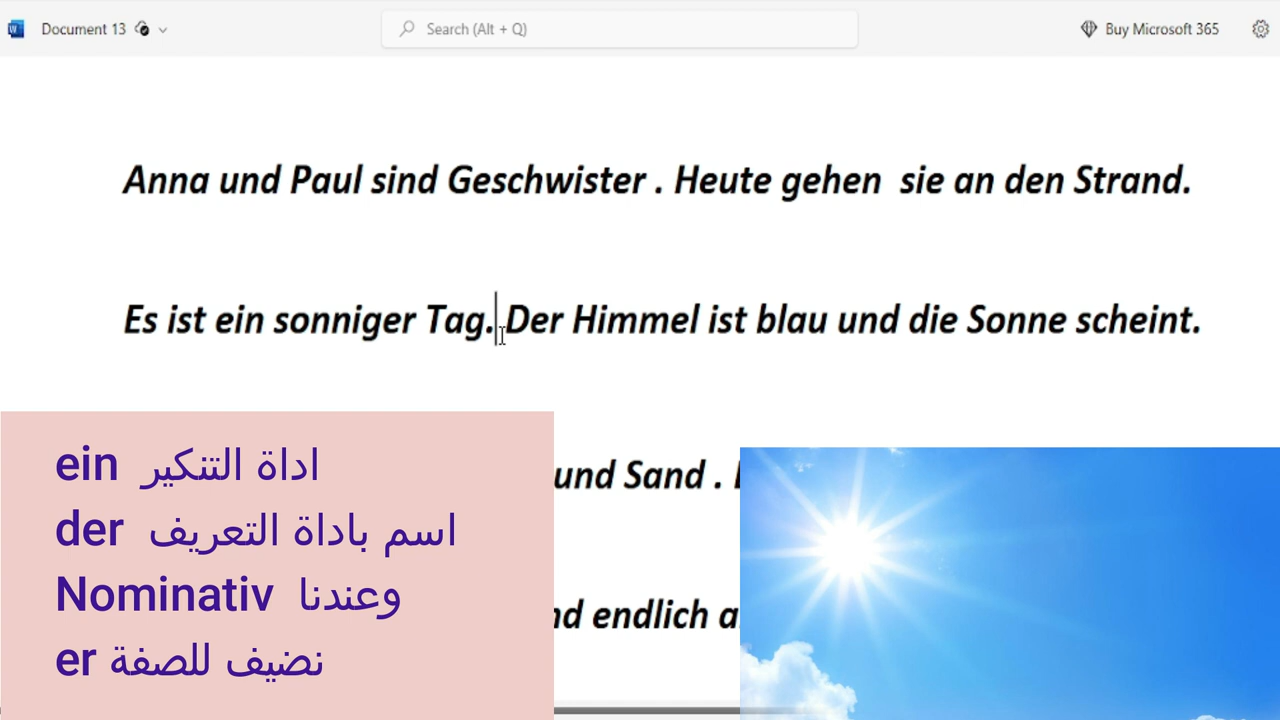 Document 13
Search (Alt + Q)
Buy Microsoft 365
Anna und Paul sind Geschwister . Heute gehen sie an den Strand.
Es ist ein sonniger Tag. Der Himmel ist blau und die Sonne scheint.
und Sand .
endlich
ein اداة التنكير
der اسم باداة التعريف
Nominativ وعندنا
er نضيف للصفة